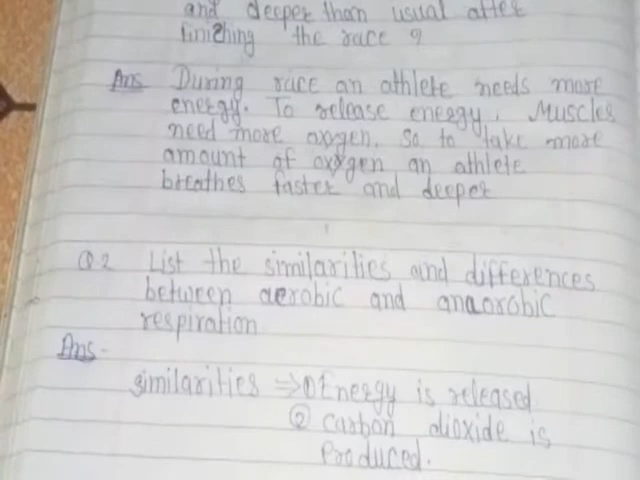 and deeper than usual after
finishing the race ?
Ans During race an athlete needs more
energy. To release energy, Muscles
need more oxygen. So to take more
amount of oxygen an athlete
breathes faster and deeper
Q.2 List the similarities and differences
between aerobic and anaorobic
respiration
Ans-
similarities ⇒ ① Energy is released
② carbon dioxide is
Produced.